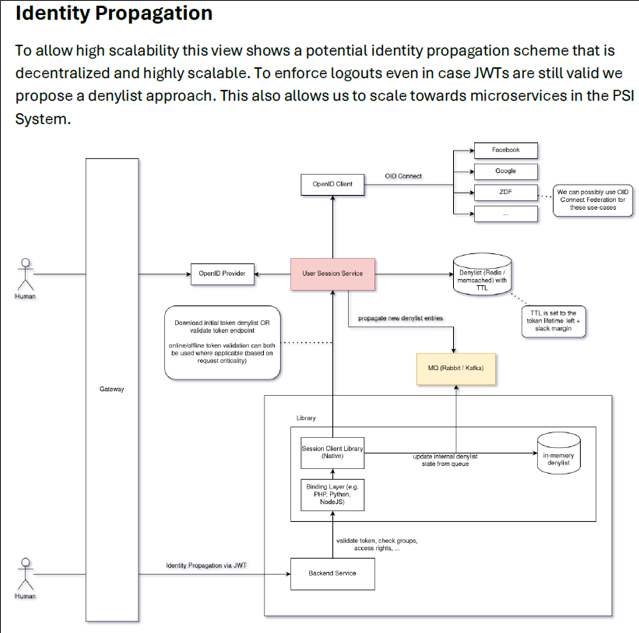 Identity Propagation
To allow high scalability this view shows a potential identity propagation scheme that is
decentralized and highly scalable. To enforce logouts even in case JWTs are still valid we
propose a denylist approach. This also allows us to scale towards microservices in the PSI
System.
Facebook
OpenID Client
OID Connect
Google
ZDF
...
We can possibly use OID
Connect Federation for
these use-cases
Human
OpenID Provider
User Session Service
Denylist (Redis /
memcached) with
TTL
TTL is set to the
token lifetime left +
slack margin
Download initial token denylist OR
validate token endpoint
online/offline token validation can both
be used where applicable (based on
request criticality)
propagate new denylist entries
MQ (Rabbit / Kafka)
Gateway
Library
Session Client Library
(Native)
update internal denylist
state from queue
in-memory
denylist
Binding Layer (e.g.
PHP, Python,
NodeJS)
validate token, check groups,
access rights, ...
Identity Propagation via JWT
Backend Service
Human